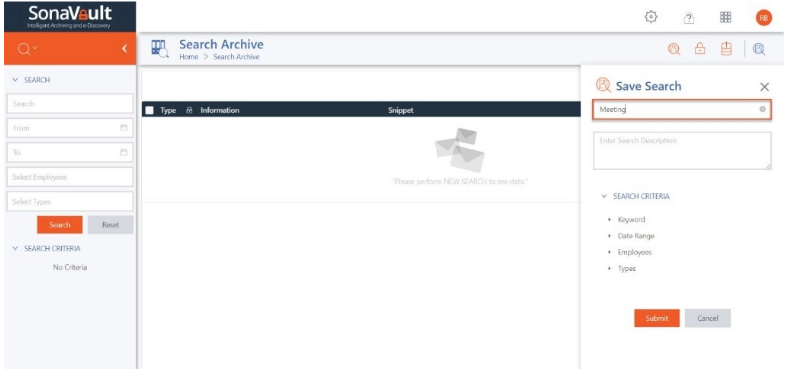 SonaVault
Intelligent Archiving and e-Discovery
?
RB
Search Archive
Home > Search Archive
SEARCH
Search
From
To
Select Employees
Select Types
Search Reset
SEARCH CRITERIA
No Criteria
Type Information Snippet
"Please perform NEW SEARCH to see data."
Save Search
Meeting
Enter Search Description
SEARCH CRITERIA
Keyword
Date Range
Employees
Types
Submit Cancel